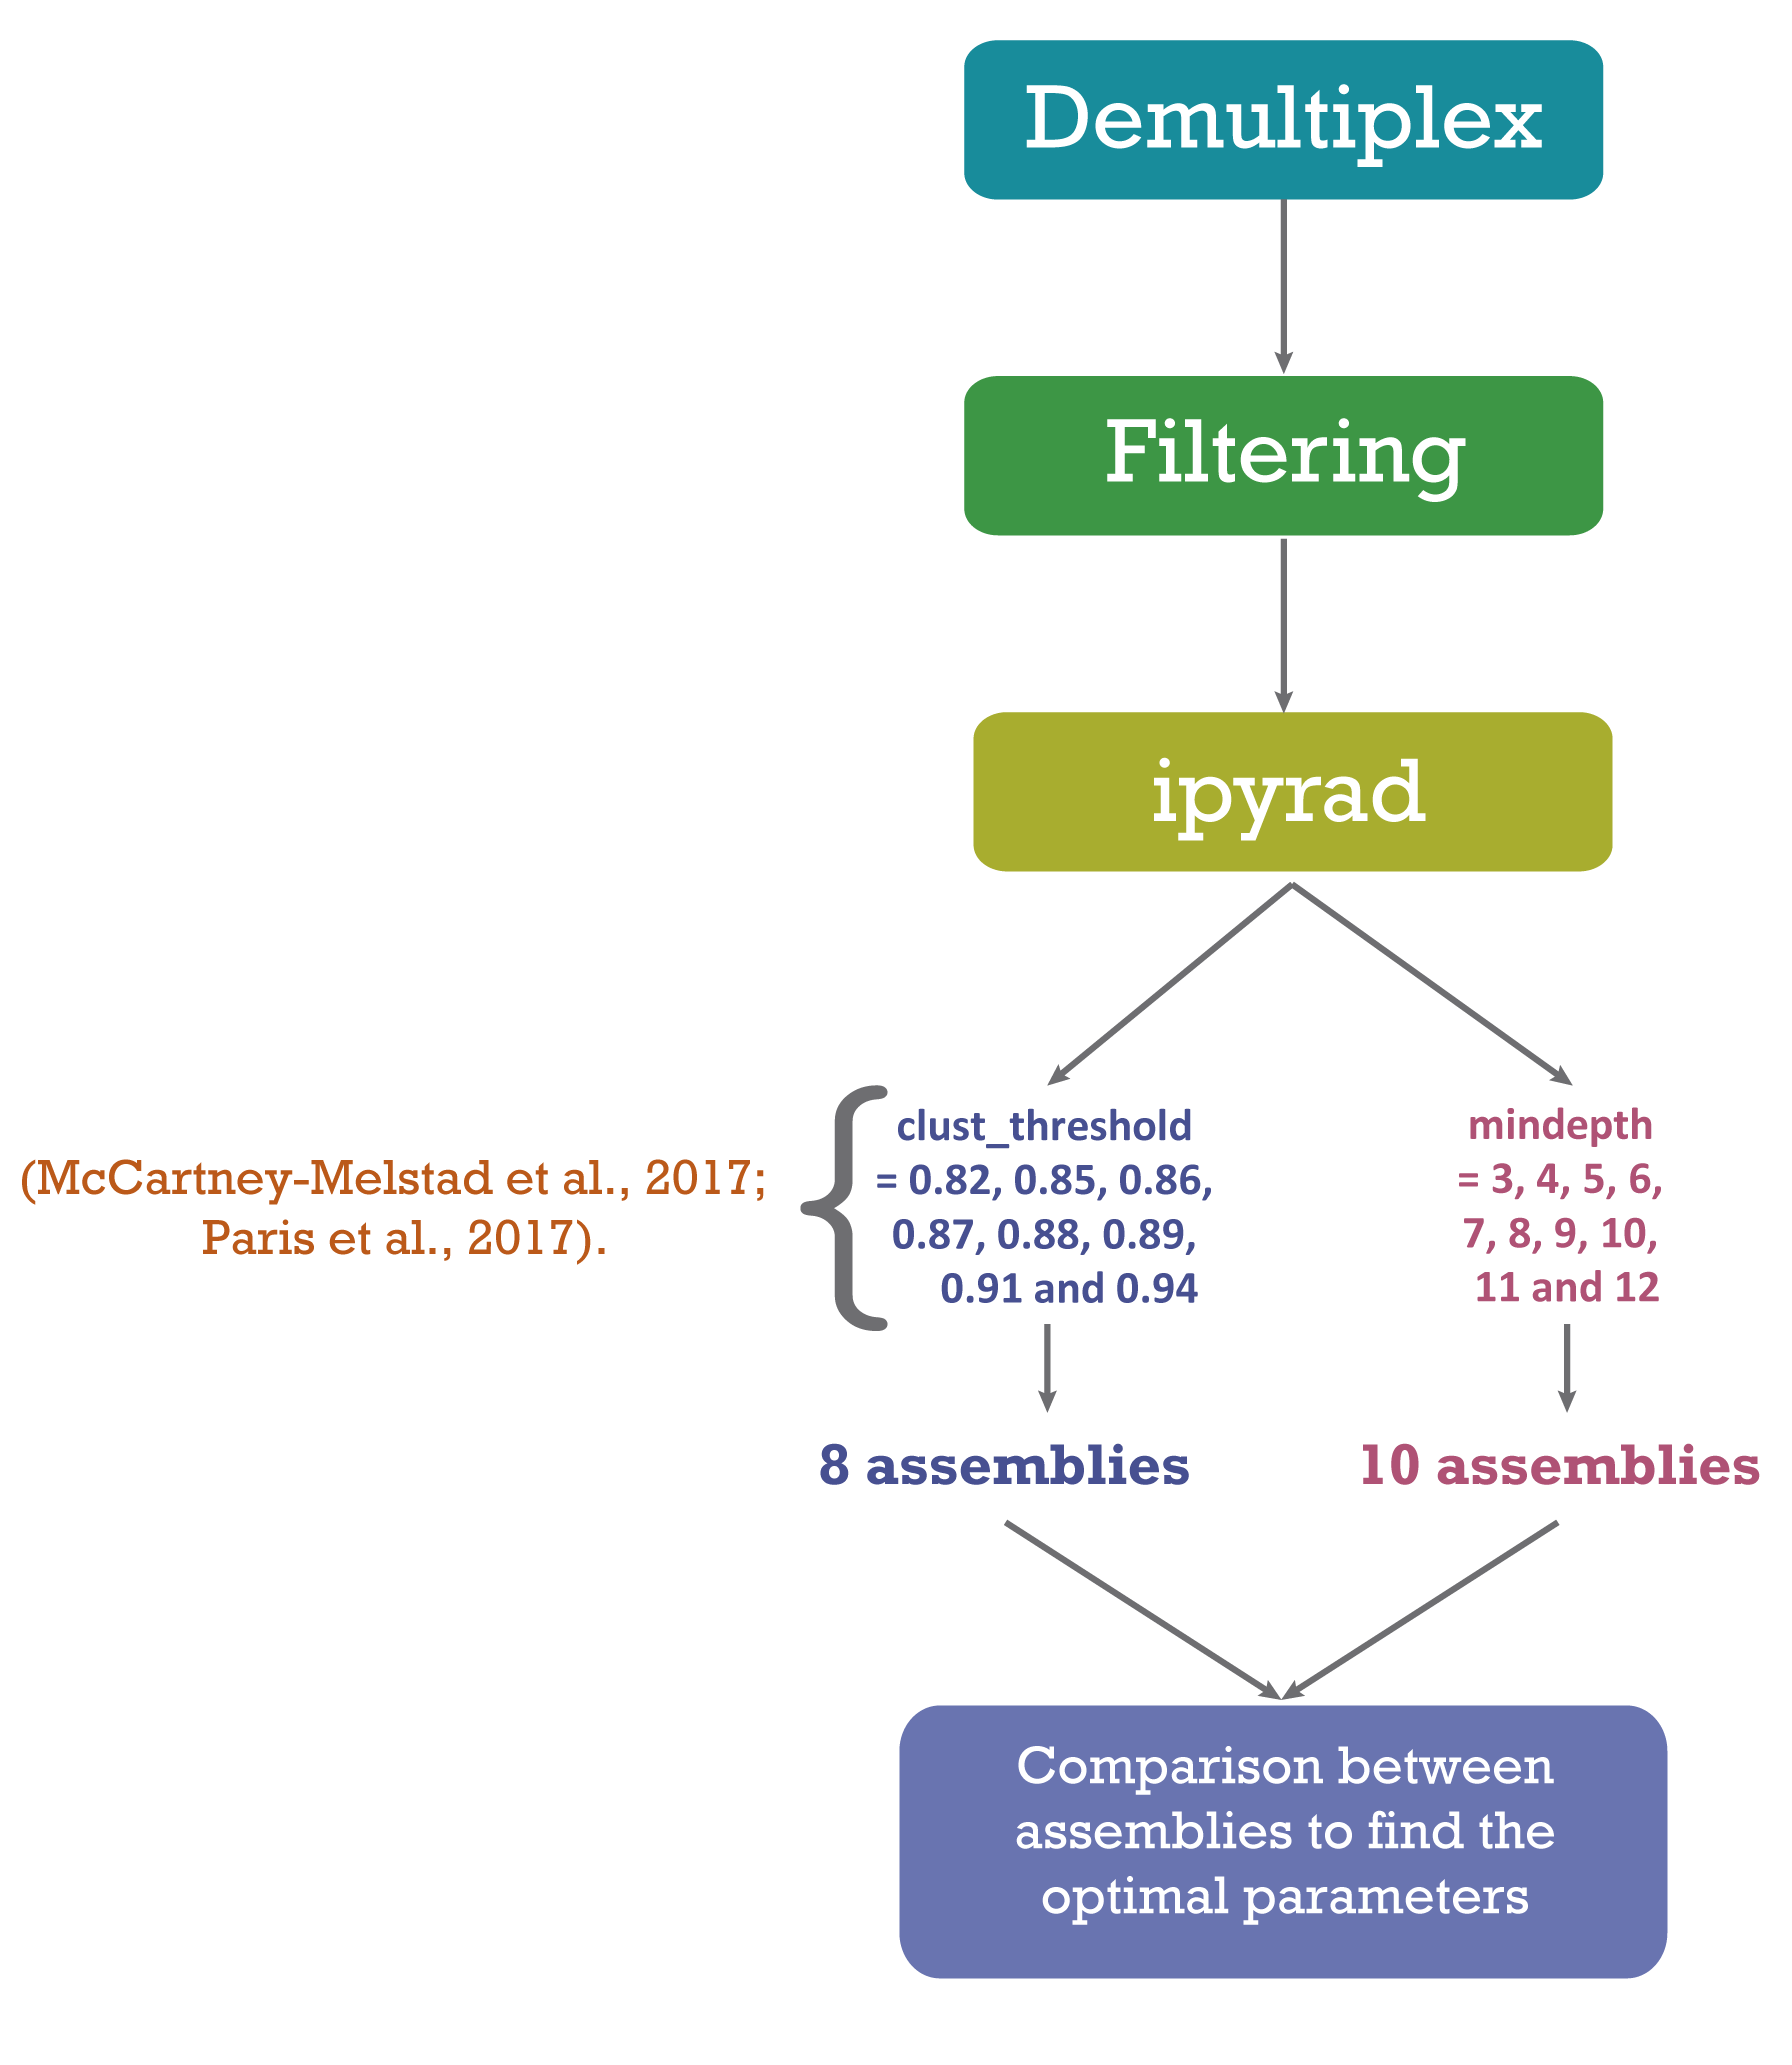 Demultiplex
Filtering
ipyrad
(McCartney-Melstad et al., 2017;
Paris et al., 2017).
clust_threshold
= 0.82, 0.85, 0.86,
0.87, 0.88, 0.89,
0.91 and 0.94
mindepth
= 3, 4, 5, 6,
7, 8, 9, 10,
11 and 12
8 assemblies
10 assemblies
Comparison between
assemblies to find the
optimal parameters